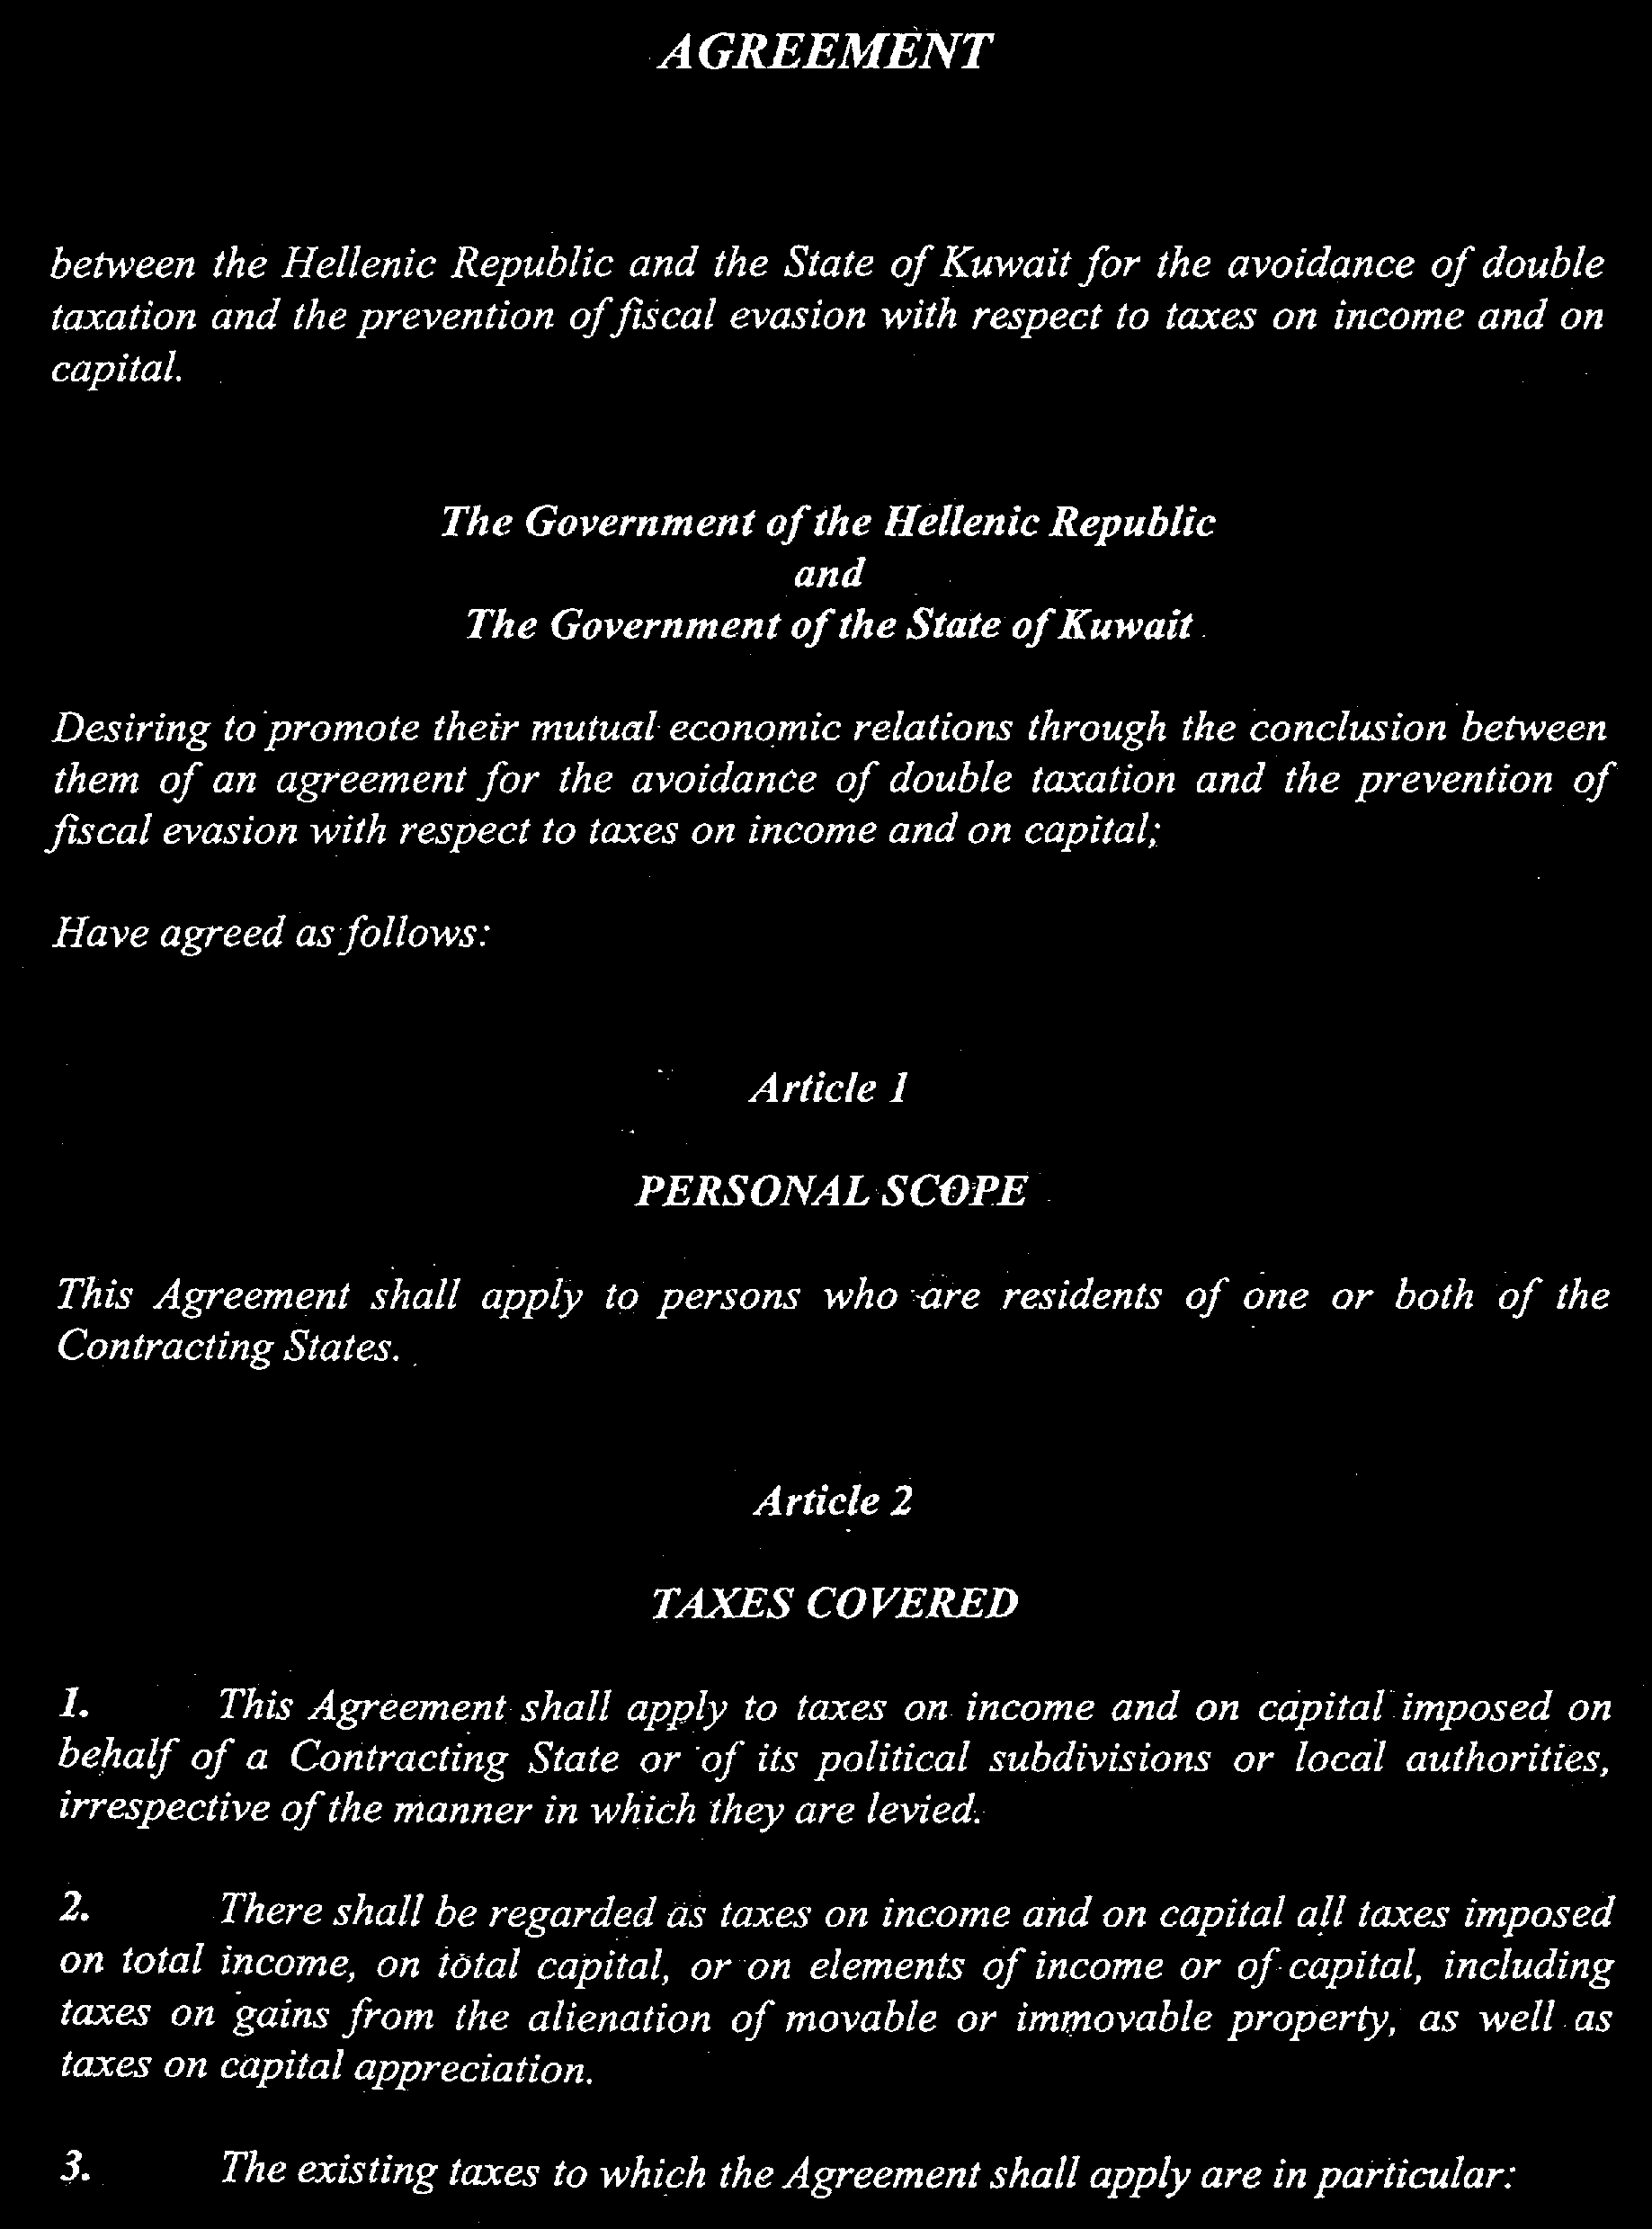 AGREEMENT
between the Hellenic Republic and the State of Kuwait for the avoidance of double
taxation and the prevention of fiscal evasion with respect to taxes on income and on
capital.
The Government of the Hellenic Republic
and
The Government of the State of Kuwait
Desiring to promote their mutual economic relations through the conclusion between
them of an agreement for the avoidance of double taxation and the prevention of
fiscal evasion with respect to taxes on income and on capital;
Have agreed as follows:
Article 1
PERSONAL SCOPE
This Agreement shall apply to persons who are residents of one or both of the
Contracting States.
Article 2
TAXES COVERED
1. This Agreement shall apply to taxes on income and on capital imposed on
behalf of a Contracting State or of its political subdivisions or local authorities,
irrespective of the manner in which they are levied.
2. There shall be regarded as taxes on income and on capital all taxes imposed
on total income, on total capital, or on elements of income or of capital, including
taxes on gains from the alienation of movable or immovable property, as well as
taxes on capital appreciation.
3. The existing taxes to which the Agreement shall apply are in particular: